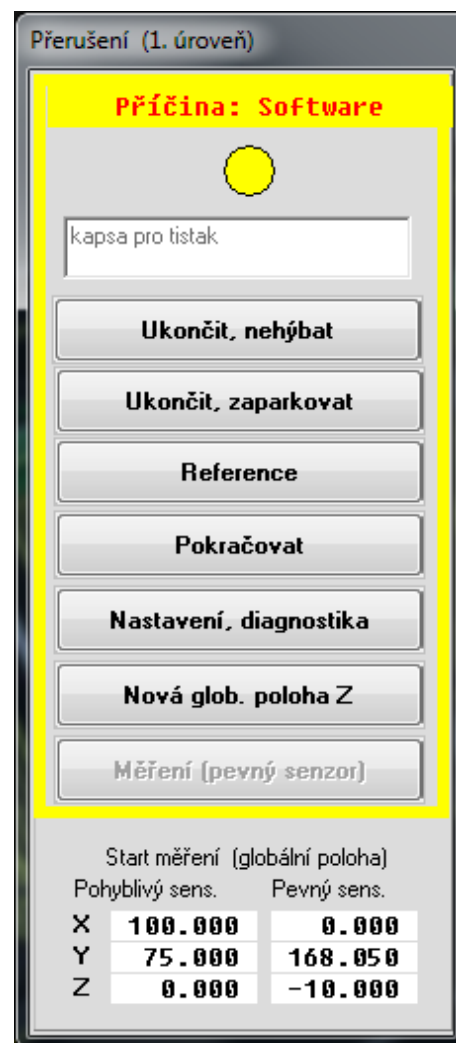 Přerušení (1. úroveň)
Příčina: Software
kapsa pro tistak
Ukončit, nehýbat
Ukončit, zaparkovat
Reference
Pokračovat
Nastavení, diagnostika
Nová glob. poloha Z
Měření (pevný senzor)
Start měření (globální poloha)
Pohyblivý sens. Pevný sens.
X 100.000 0.000
Y 75.000 168.050
Z 0.000 -10.000